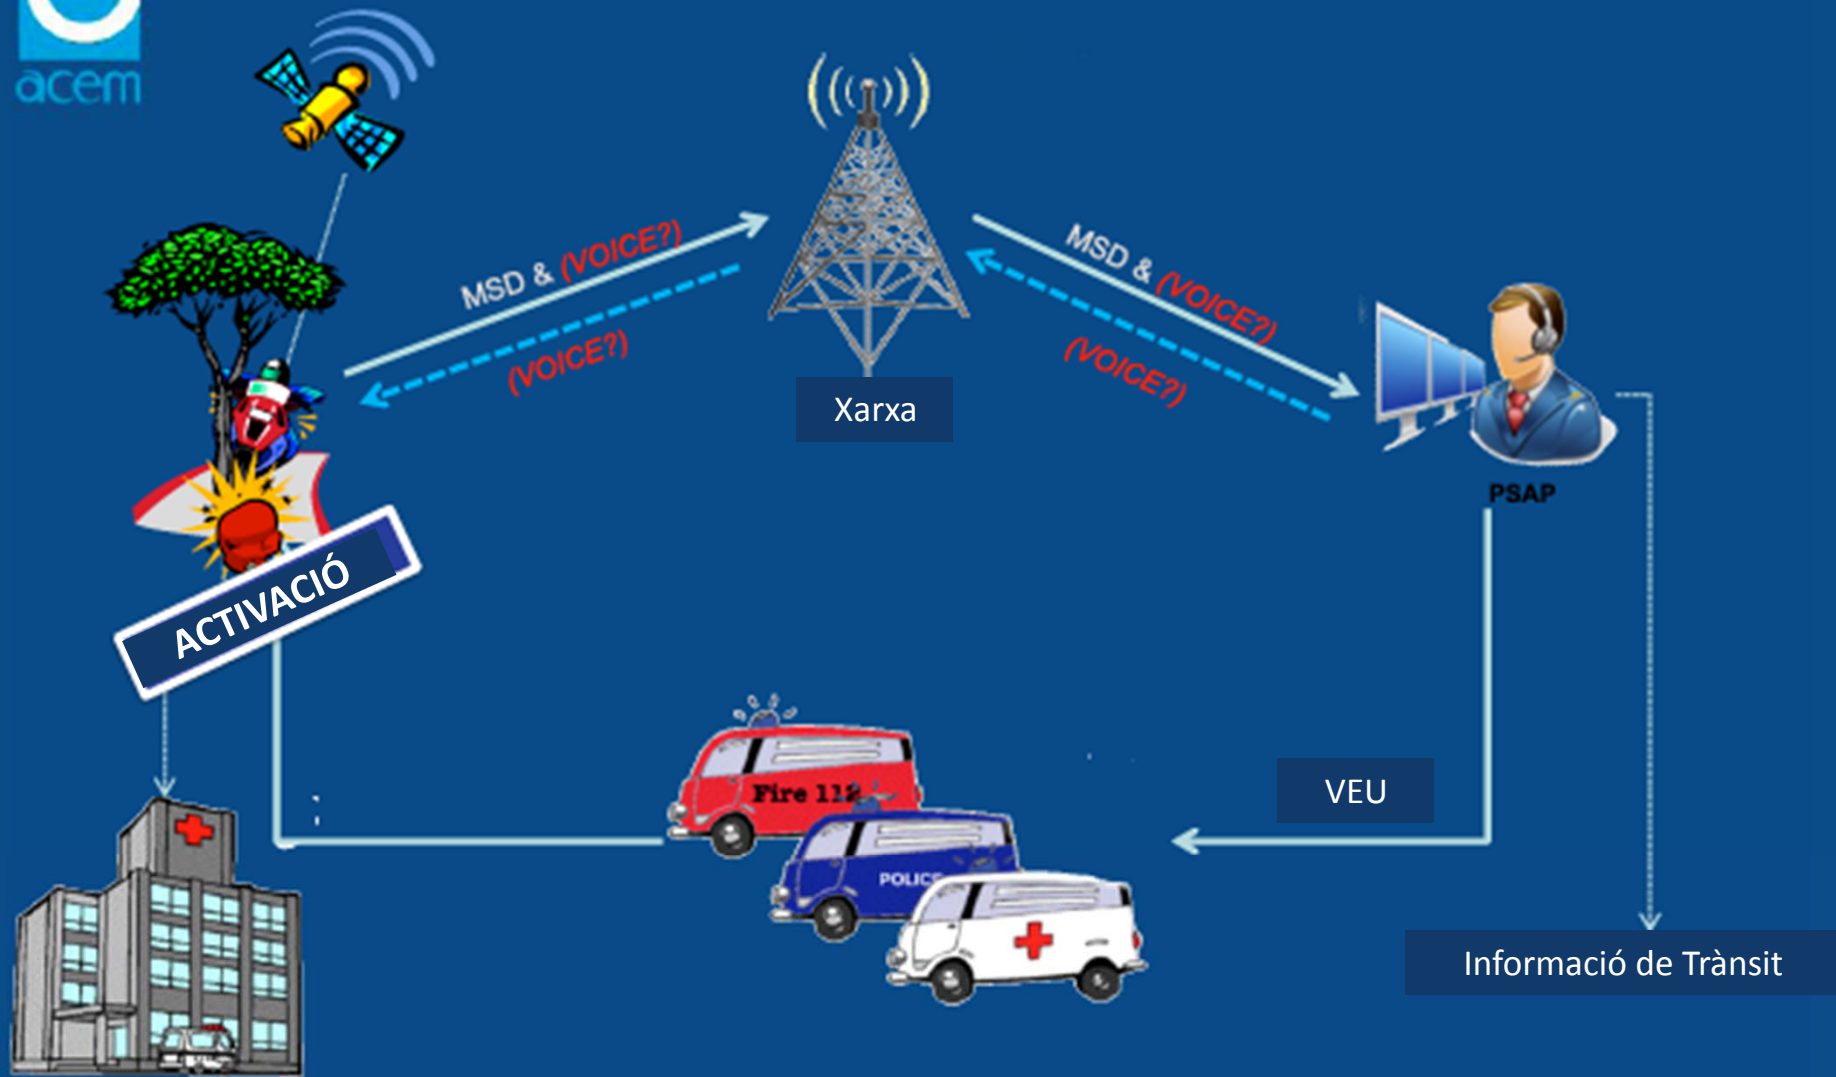 acem
MSD & (VOICE?)
(VOICE?)
MSD & (VOICE?)
(VOICE?)
Xarxa
PSAP
ACTIVACIÓ
Fire 112
POLICE
VEU
Informació de Trànsit